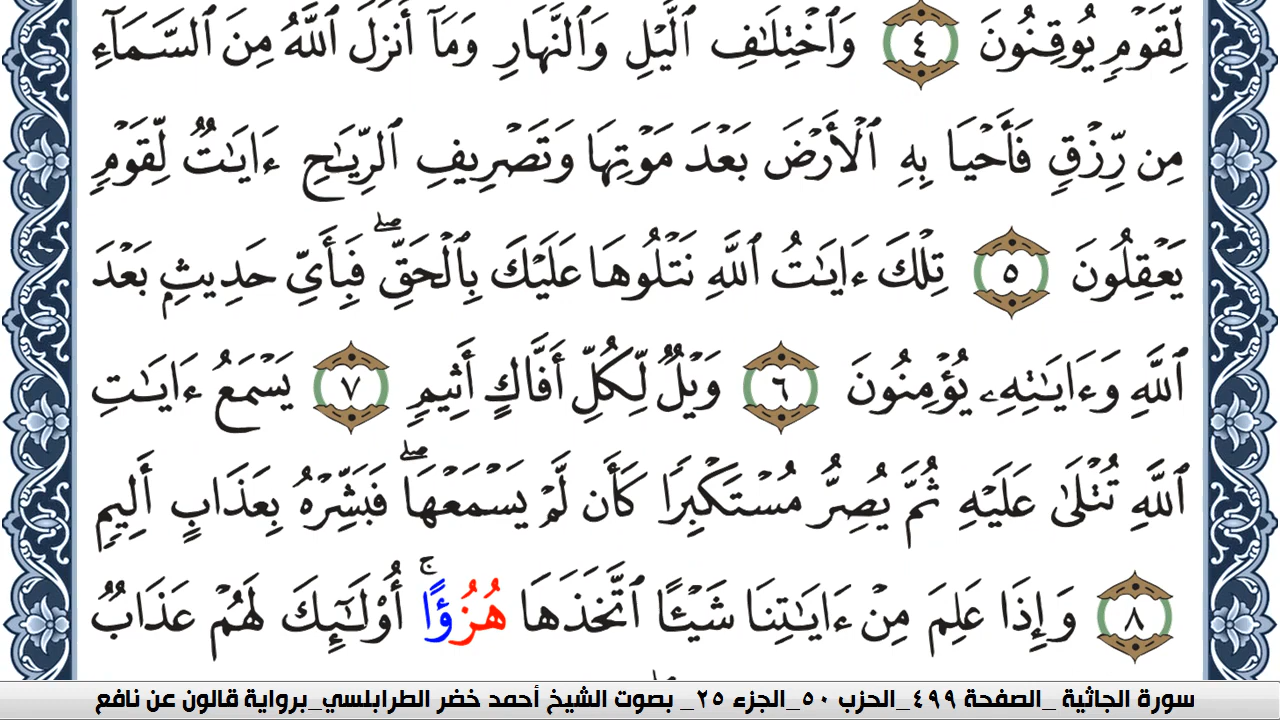 لِّقَوْمٍ يُوقِنُونَ ٤ وَٱخْتِلَٰفِ ٱلَّيْلِ وَٱلنَّهَارِ وَمَآ أَنزَلَ ٱللَّهُ مِنَ ٱلسَّمَآءِ
مِن رِّزْقٍ فَأَحْيَا بِهِ ٱلْأَرْضَ بَعْدَ مَوْتِهَا وَتَصْرِيفِ ٱلرِّيَٰحِ ءَايَٰتٌ لِّقَوْمٍ
يَعْقِلُونَ ٥ تِلْكَ ءَايَٰتُ ٱللَّهِ نَتْلُوهَا عَلَيْكَ بِٱلْحَقِّۖ فَبِأَيِّ حَدِيثٍۭ بَعْدَ
ٱللَّهِ وَءَايَٰتِهِۦ يُؤْمِنُونَ ٦ وَيْلٌ لِّكُلِّ أَفَّاكٍ أَثِيمٍ ٧ يَسْمَعُ ءَايَٰتِ
ٱللَّهِ تُتْلَىٰ عَلَيْهِ ثُمَّ يُصِرُّ مُسْتَكْبِرًا كَأَن لَّمْ يَسْمَعْهَاۖ فَبَشِّرْهُ بِعَذَابٍ أَلِيمٍ
٨ وَإِذَا عَلِمَ مِنْ ءَايَٰتِنَا شَيْـًٔا ٱتَّخَذَهَا هُزُؤًاۚ أُوْلَٰٓئِكَ لَهُمْ عَذَابٌ
سورة الجاثية _الصفحة ٤٩٩_الحزب ٥٠_الجزء ٢٥_ بصوت الشيخ أحمد خضر الطرابلسي_برواية قالون عن نافع